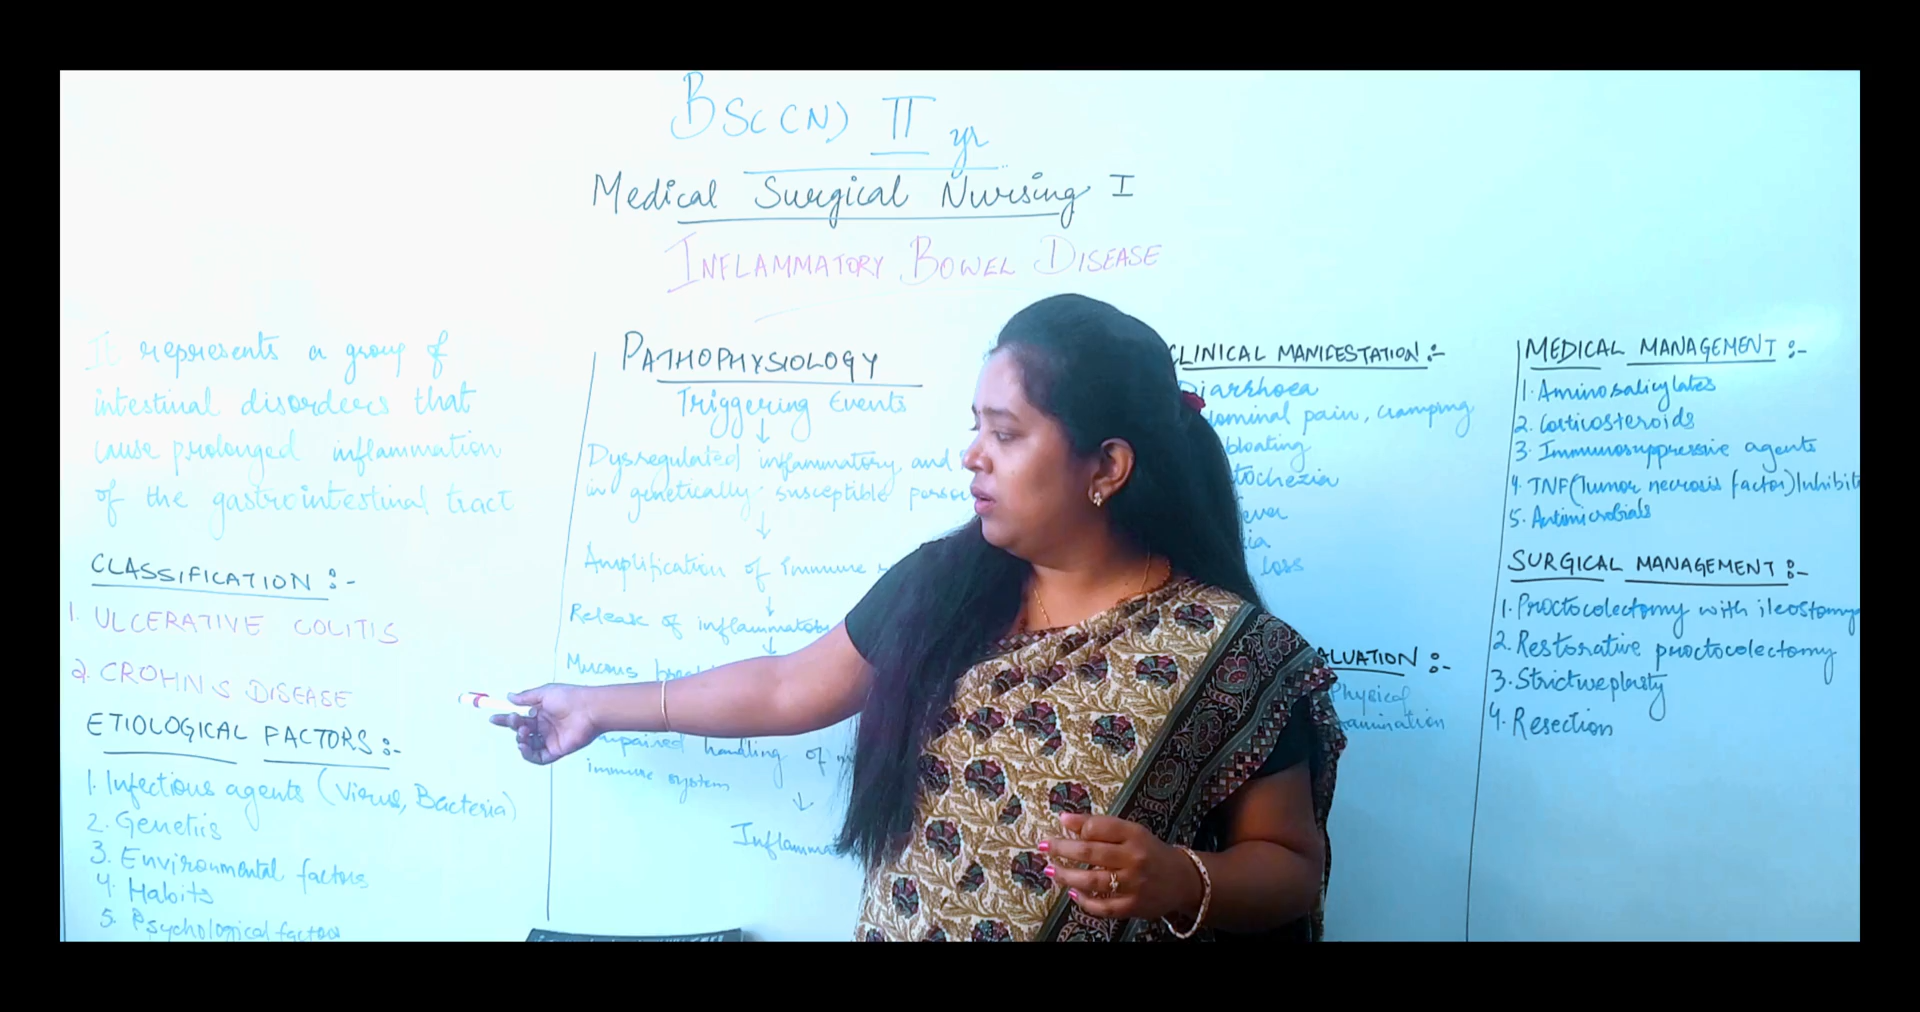 BSc(N) II yr
Medical Surgical Nursing I
INFLAMMATORY BOWEL DISEASE
It represents a group of
intestinal disorders that
cause prolonged inflammation
of the gastrointestinal tract
CLASSIFICATION :-
1. ULCERATIVE COLITIS
2. CROHN'S DISEASE
ETIOLOGICAL FACTORS :-
1. Infectious agents (Virus, Bacteria)
2. Genetics
3. Environmental factors
4. Habits
5. Psychological factors
PATHOPHYSIOLOGY
Triggering Events
↓
Dysregulated inflammatory and
in genetically susceptible
↓
Amplification of Immune
↓
Release of inflammatory
↓
Mucous
handling of
immune system
↓
CLINICAL MANIFESTATION :-
Diarrhoea
pain, cramping
bloating
loss
:-
Physical
MEDICAL MANAGEMENT :-
1. Aminosalicylates
2. Corticosteroids
3. Immunosuppressive agents
4. TNF (Tumor necrosis factor) Inhibit
5. Antimicrobials
SURGICAL MANAGEMENT :-
1. Proctocolectomy with ileostomy
2. Restorative proctocolectomy
3. Strictureplasty
4. Resection